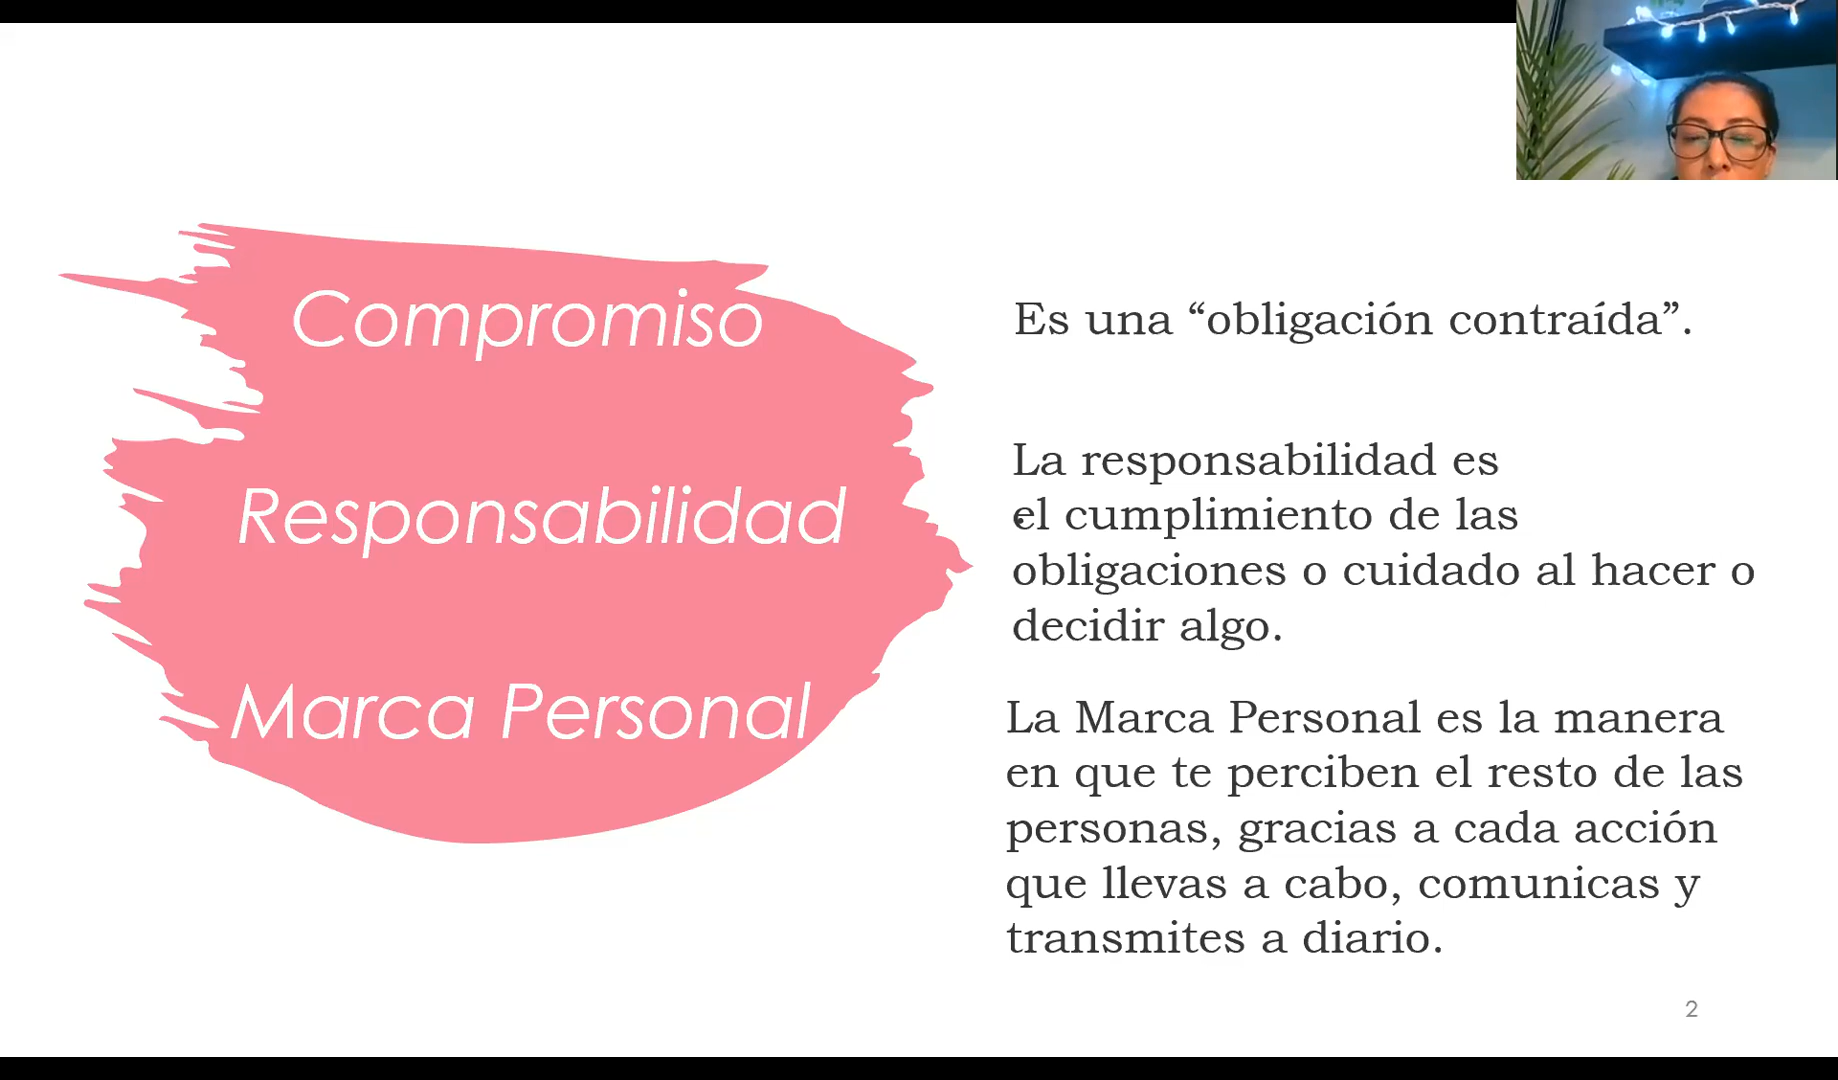 Compromiso
Es una “obligación contraída”.
Responsabilidad
La responsabilidad es
el cumplimiento de las
obligaciones o cuidado al hacer o
decidir algo.
Marca Personal
La Marca Personal es la manera
en que te perciben el resto de las
personas, gracias a cada acción
que llevas a cabo, comunicas y
transmites a diario.
2